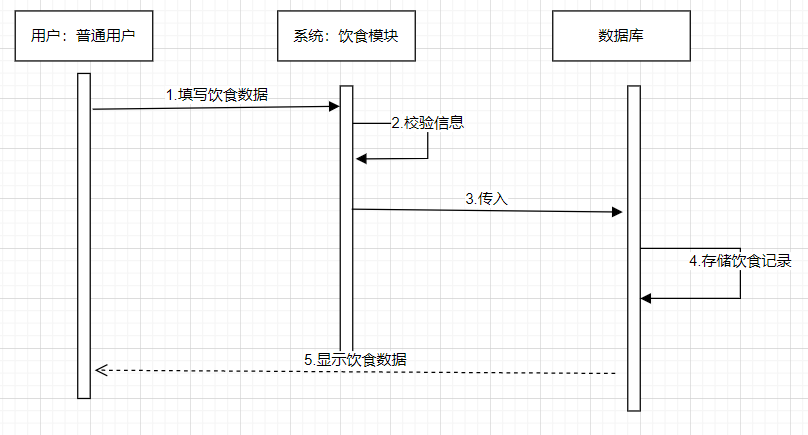 用户：普通用户
系统：饮食模块
数据库
1.填写饮食数据
2.校验信息
3.传入
4.存储饮食记录
5.显示饮食数据